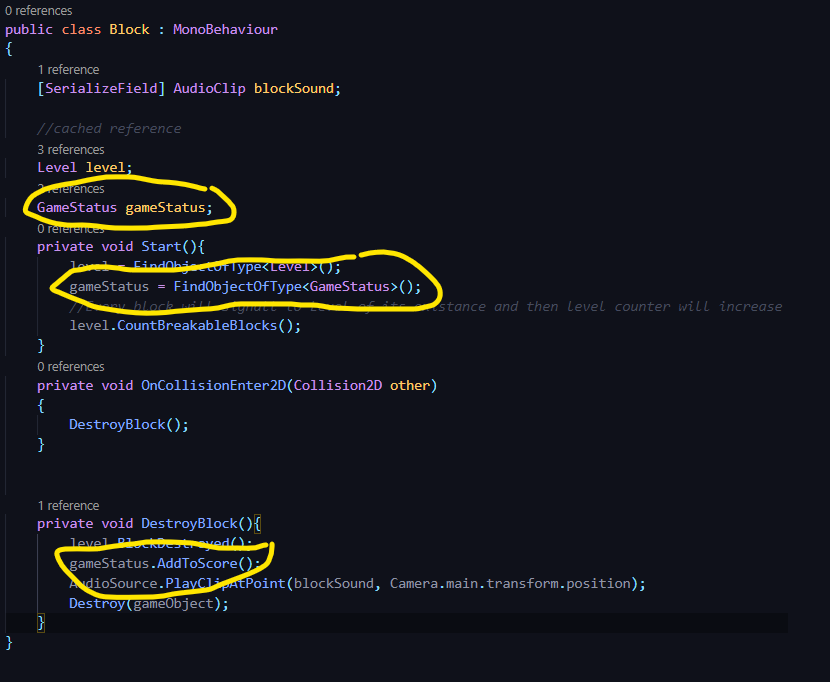 0 references
public class Block : MonoBehaviour
{
1 reference
[SerializeField] AudioClip blockSound;
//cached reference
3 references
Level level;
2 references
GameStatus gameStatus;
0 references
private void Start(){
level = FindObjectOfType<Level>();
gameStatus = FindObjectOfType<GameStatus>();
//Every block will signall to Level of its existance and then level counter will increase
level.CountBreakableBlocks();
}
0 references
private void OnCollisionEnter2D(Collision2D other)
{
DestroyBlock();
}
1 reference
private void DestroyBlock(){
level.BlockDestroyed();
gameStatus.AddToScore();
AudioSource.PlayClipAtPoint(blockSound, Camera.main.transform.position);
Destroy(gameObject);
}
}